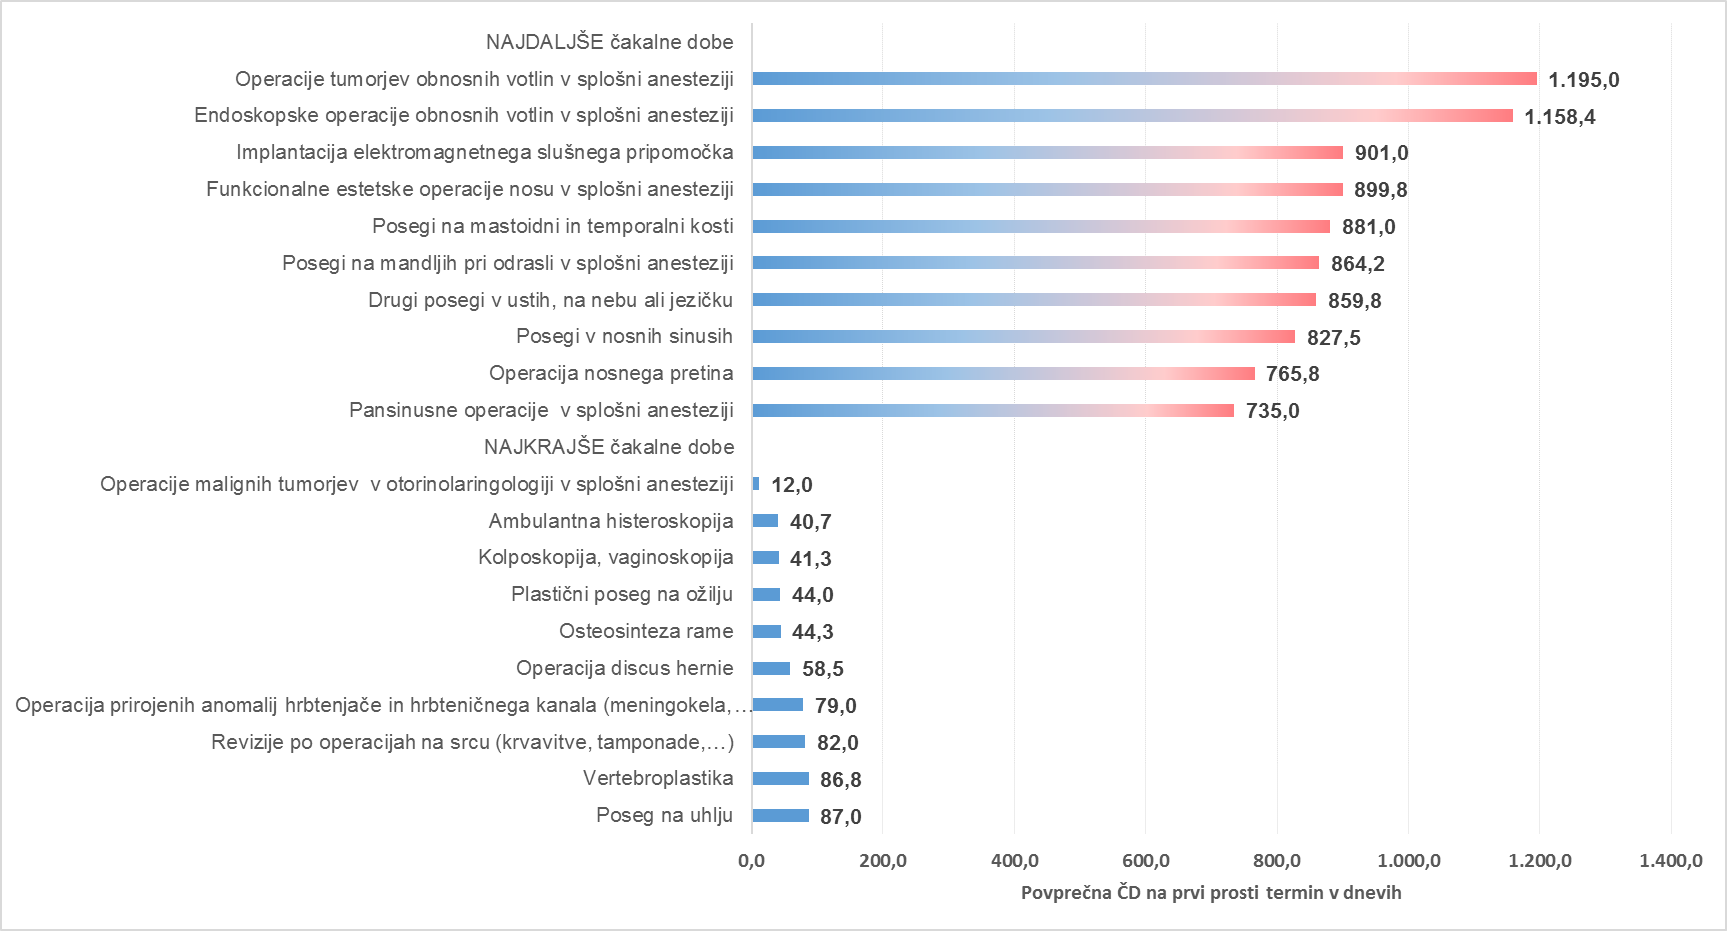 NAJDALJŠE čakalne dobe
Operacije tumorjev obnosnih votlin v splošni anesteziji 1.195,0
Endoskopske operacije obnosnih votlin v splošni anesteziji 1.158,4
Implantacija elektromagnetnega slušnega pripomočka 901,0
Funkcionalne estetske operacije nosu v splošni anesteziji 899,8
Posegi na mastoidni in temporalni kosti 881,0
Posegi na mandljih pri odrasli v splošni anesteziji 864,2
Drugi posegi v ustih, na nebu ali jezičku 859,8
Posegi v nosnih sinusih 827,5
Operacija nosnega pretina 765,8
Pansinusne operacije  v splošni anesteziji 735,0
NAJKRAJŠE čakalne dobe
Operacije malignih tumorjev  v otorinolaringologiji v splošni anesteziji 12,0
Ambulantna histeroskopija 40,7
Kolposkopija, vaginoskopija 41,3
Plastični poseg na ožilju 44,0
Osteosinteza rame 44,3
Operacija discus hernie 58,5
Operacija prirojenih anomalij hrbtenjače in hrbteničnega kanala (meningokela,… 79,0
Revizije po operacijah na srcu (krvavitve, tamponade,…) 82,0
Vertebroplastika 86,8
Poseg na uhlju 87,0
0,0 200,0 400,0 600,0 800,0 1.000,0 1.200,0 1.400,0
Povprečna ČD na prvi prosti termin v dnevih